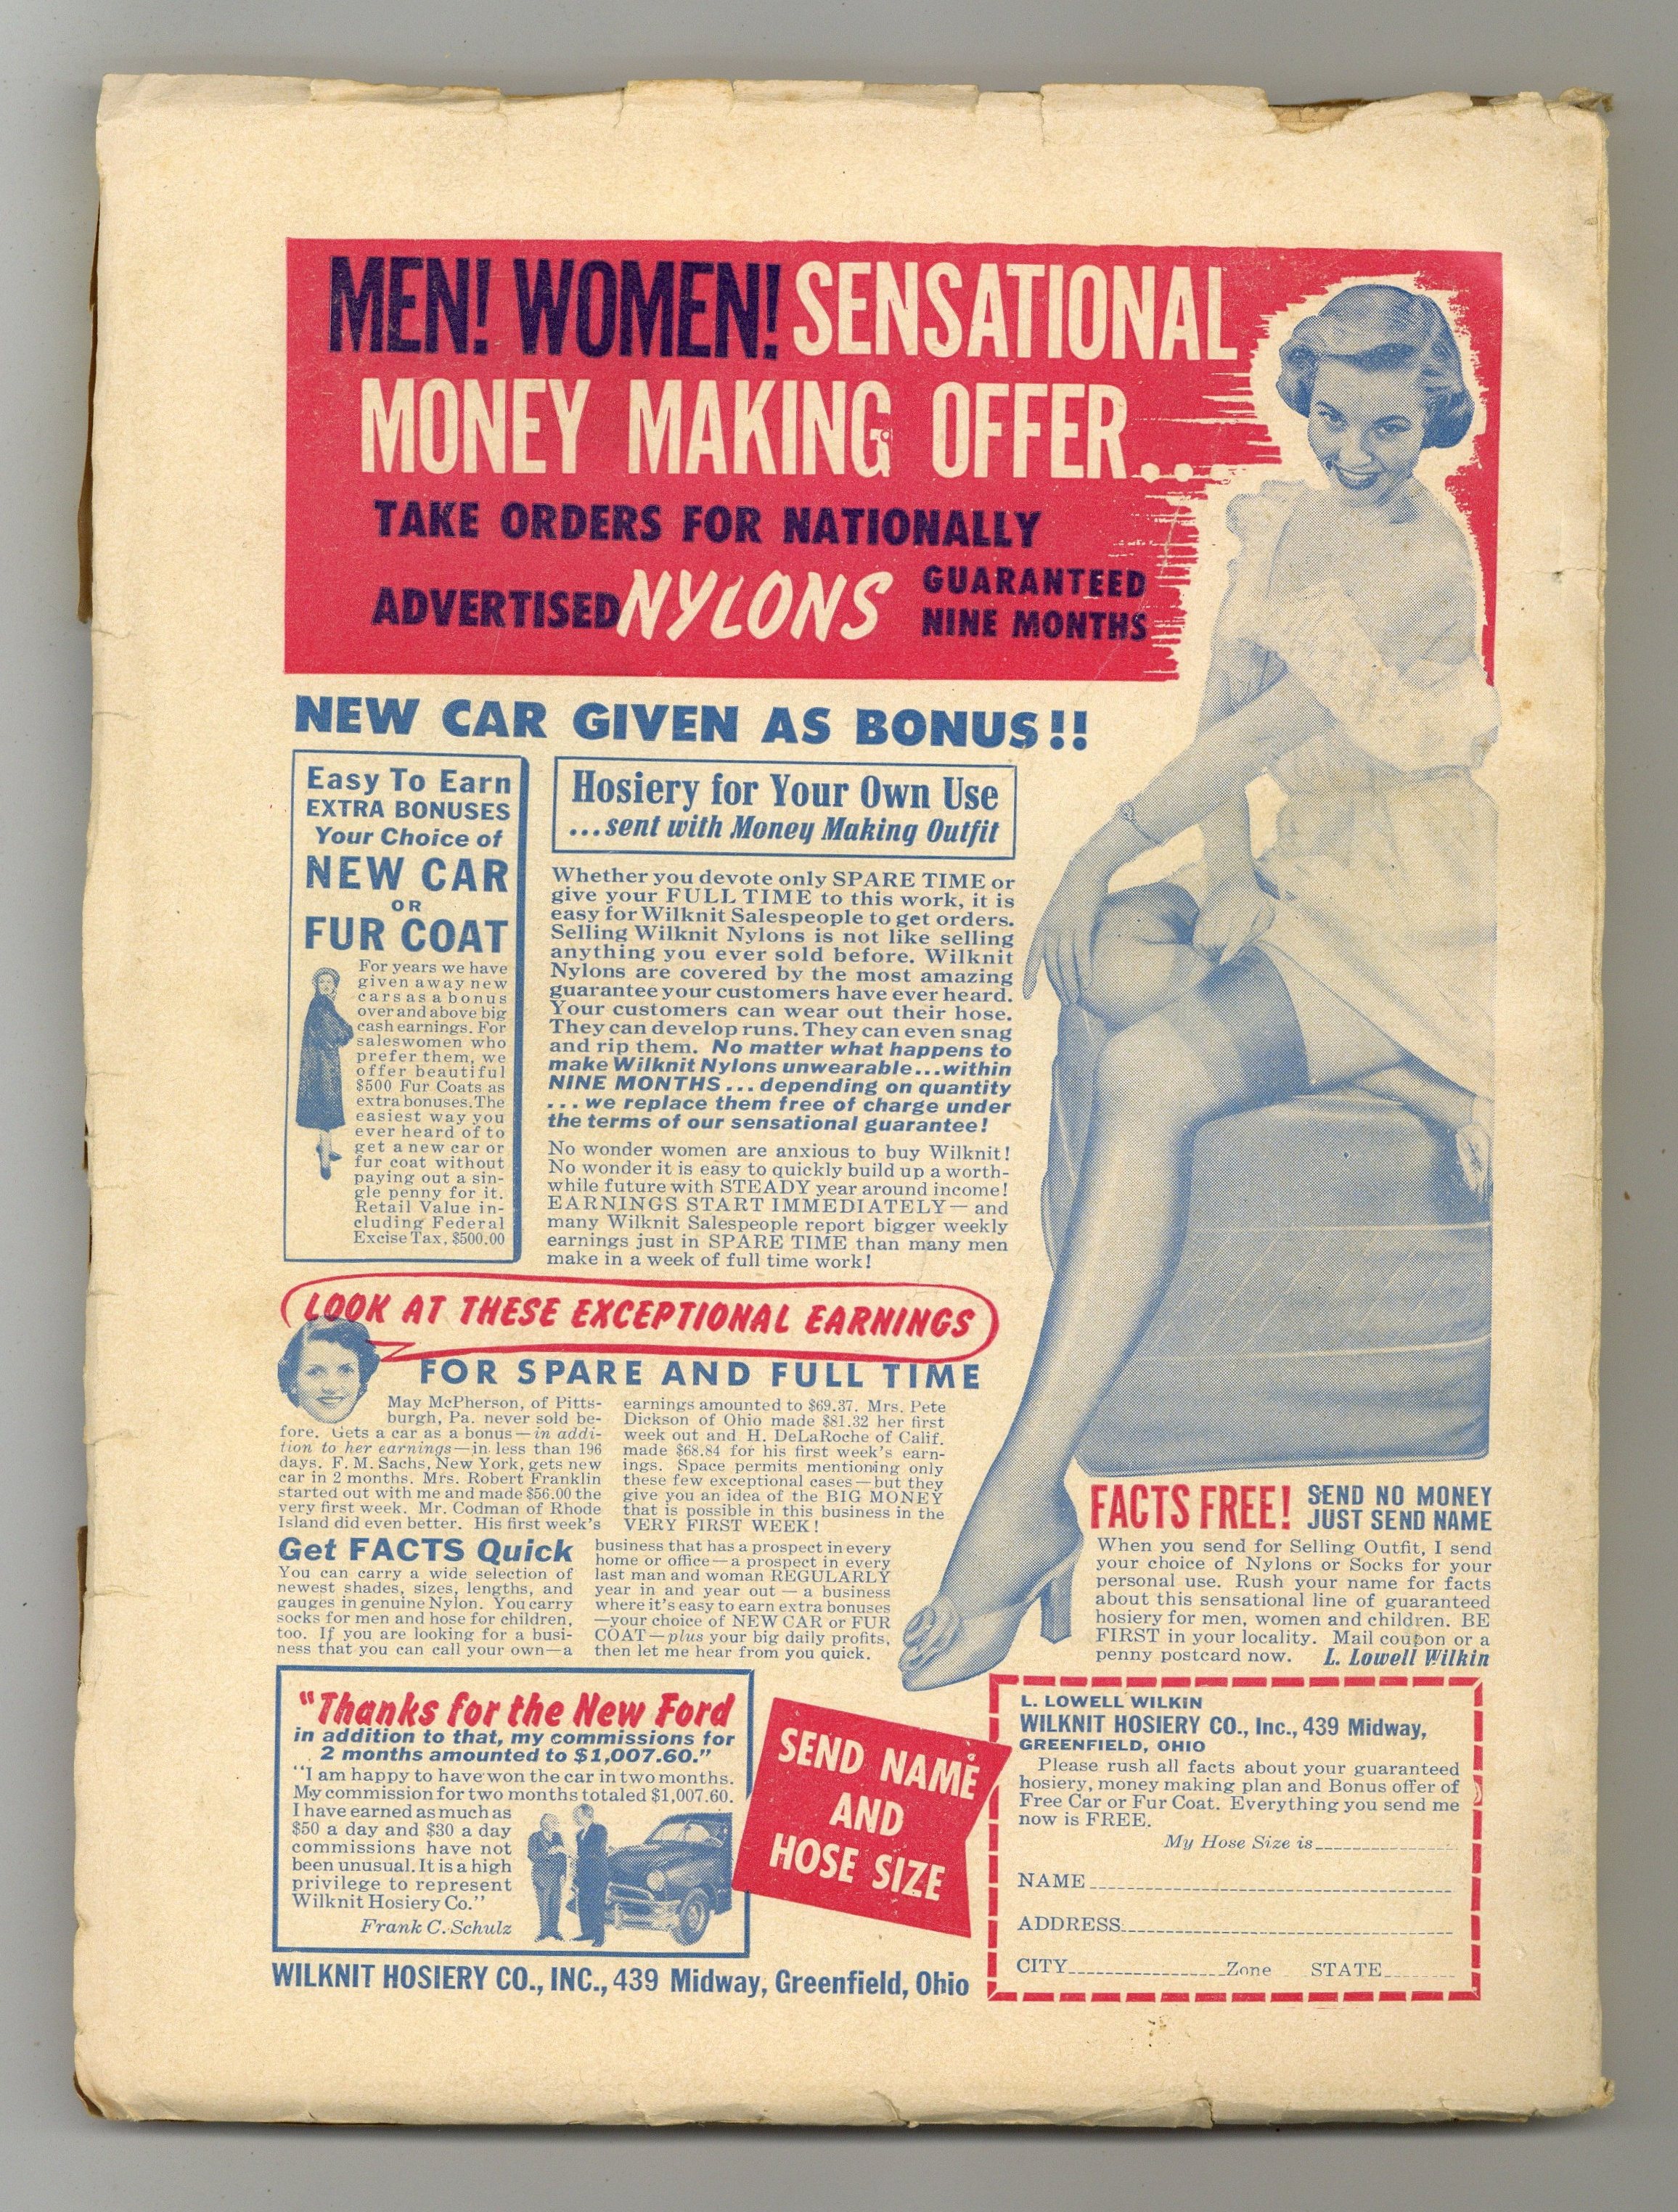 MEN! WOMEN! SENSATIONAL
MONEY MAKING OFFER...
TAKE ORDERS FOR NATIONALLY
ADVERTISED NYLONS GUARANTEED
NINE MONTHS
NEW CAR GIVEN AS BONUS!!
Easy To Earn
EXTRA BONUSES
Your Choice of
NEW CAR
OR
FUR COAT
For years we have
given away new
cars as a bonus
over and above big
cash earnings. For
saleswomen who
prefer them, we
offer beautiful
$500 Fur Coats as
extra bonuses. The
easiest way you
ever heard of to
get a new car or
fur coat without
paying out a sin-
gle penny for it.
Retail Value in-
cluding Federal
Excise Tax, $500.00
Hosiery for Your Own Use
...sent with Money Making Outfit
Whether you devote only SPARE TIME or
give your FULL TIME to this work, it is
easy for Wilknit Salespeople to get orders.
Selling Wilknit Nylons is not like selling
anything you ever sold before. Wilknit
Nylons are covered by the most amazing
guarantee your customers have ever heard.
Your customers can wear out their hose.
They can develop runs. They can even snag
and rip them. No matter what happens to
make Wilknit Nylons unwearable...within
NINE MONTHS...depending on quantity
...we replace them free of charge under
the terms of our sensational guarantee!
No wonder women are anxious to buy Wilknit!
No wonder it is easy to quickly build up a worth-
while future with STEADY year around income!
EARNINGS START IMMEDIATELY—and
many Wilknit Salespeople report bigger weekly
earnings just in SPARE TIME than many men
make in a week of full time work!
LOOK AT THESE EXCEPTIONAL EARNINGS
FOR SPARE AND FULL TIME
May McPherson, of Pitts-
burgh, Pa. never sold be-
fore. Gets a car as a bonus—in addi-
tion to her earnings—in less than 196
days. F. M. Sachs, New York, gets new
car in 2 months. Mrs. Robert Franklin
started out with me and made $56.00 the
very first week. Mr. Codman of Rhode
Island did even better. His first week's
earnings amounted to $69.37. Mrs. Pete
Dickson of Ohio made $81.32 her first
week out and H. DeLaRoche of Calif.
made $68.84 for his first week's earn-
ings. Space permits mentioning only
these few exceptional cases—but they
give you an idea of the BIG MONEY
that is possible in this business in the
VERY FIRST WEEK!
Get FACTS Quick
You can carry a wide selection of
newest shades, sizes, lengths, and
gauges in genuine Nylon. You carry
socks for men and hose for children,
too. If you are looking for a busi-
ness that you can call your own—a
business that has a prospect in every
home or office—a prospect in every
last man and woman REGULARLY
year in and year out—a business
where it's easy to earn extra bonuses
—your choice of NEW CAR or FUR
COAT—plus your big daily profits,
then let me hear from you quick.
FACTS FREE! SEND NO MONEY
JUST SEND NAME
When you send for Selling Outfit, I send
your choice of Nylons or Socks for your
personal use. Rush your name for facts
about this sensational line of guaranteed
hosiery for men, women and children. BE
FIRST in your locality. Mail coupon or a
penny postcard now. L. Lowell Wilkin
"Thanks for the New Ford
in addition to that, my commissions for
2 months amounted to $1,007.60."
"I am happy to have won the car in two months.
My commission for two months totaled $1,007.60.
I have earned as much as
$50 a day and $30 a day
commissions have not
been unusual. It is a high
privilege to represent
Wilknit Hosiery Co."
Frank C. Schulz
SEND NAME
AND
HOSE SIZE
L. LOWELL WILKIN
WILKNIT HOSIERY CO., Inc., 439 Midway,
GREENFIELD, OHIO
Please rush all facts about your guaranteed
hosiery, money making plan and Bonus offer of
Free Car or Fur Coat. Everything you send me
now is FREE.
My Hose Size is
NAME
ADDRESS
CITY Zone STATE
WILKNIT HOSIERY CO., INC., 439 Midway, Greenfield, Ohio